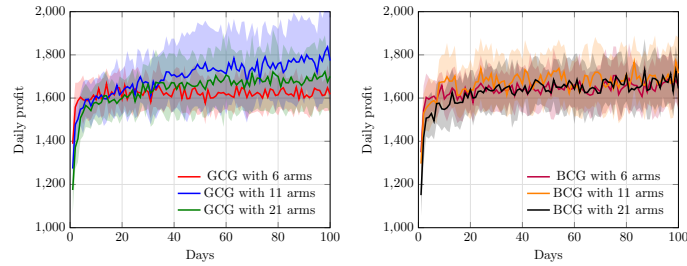 2,000
1,800
1,600
1,400
1,200
1,000
Daily profit
GCG with 6 arms
GCG with 11 arms
GCG with 21 arms
0 20 40 60 80 100
Days
2,000
1,800
1,600
1,400
1,200
1,000
Daily profit
BCG with 6 arms
BCG with 11 arms
BCG with 21 arms
0 20 40 60 80 100
Days